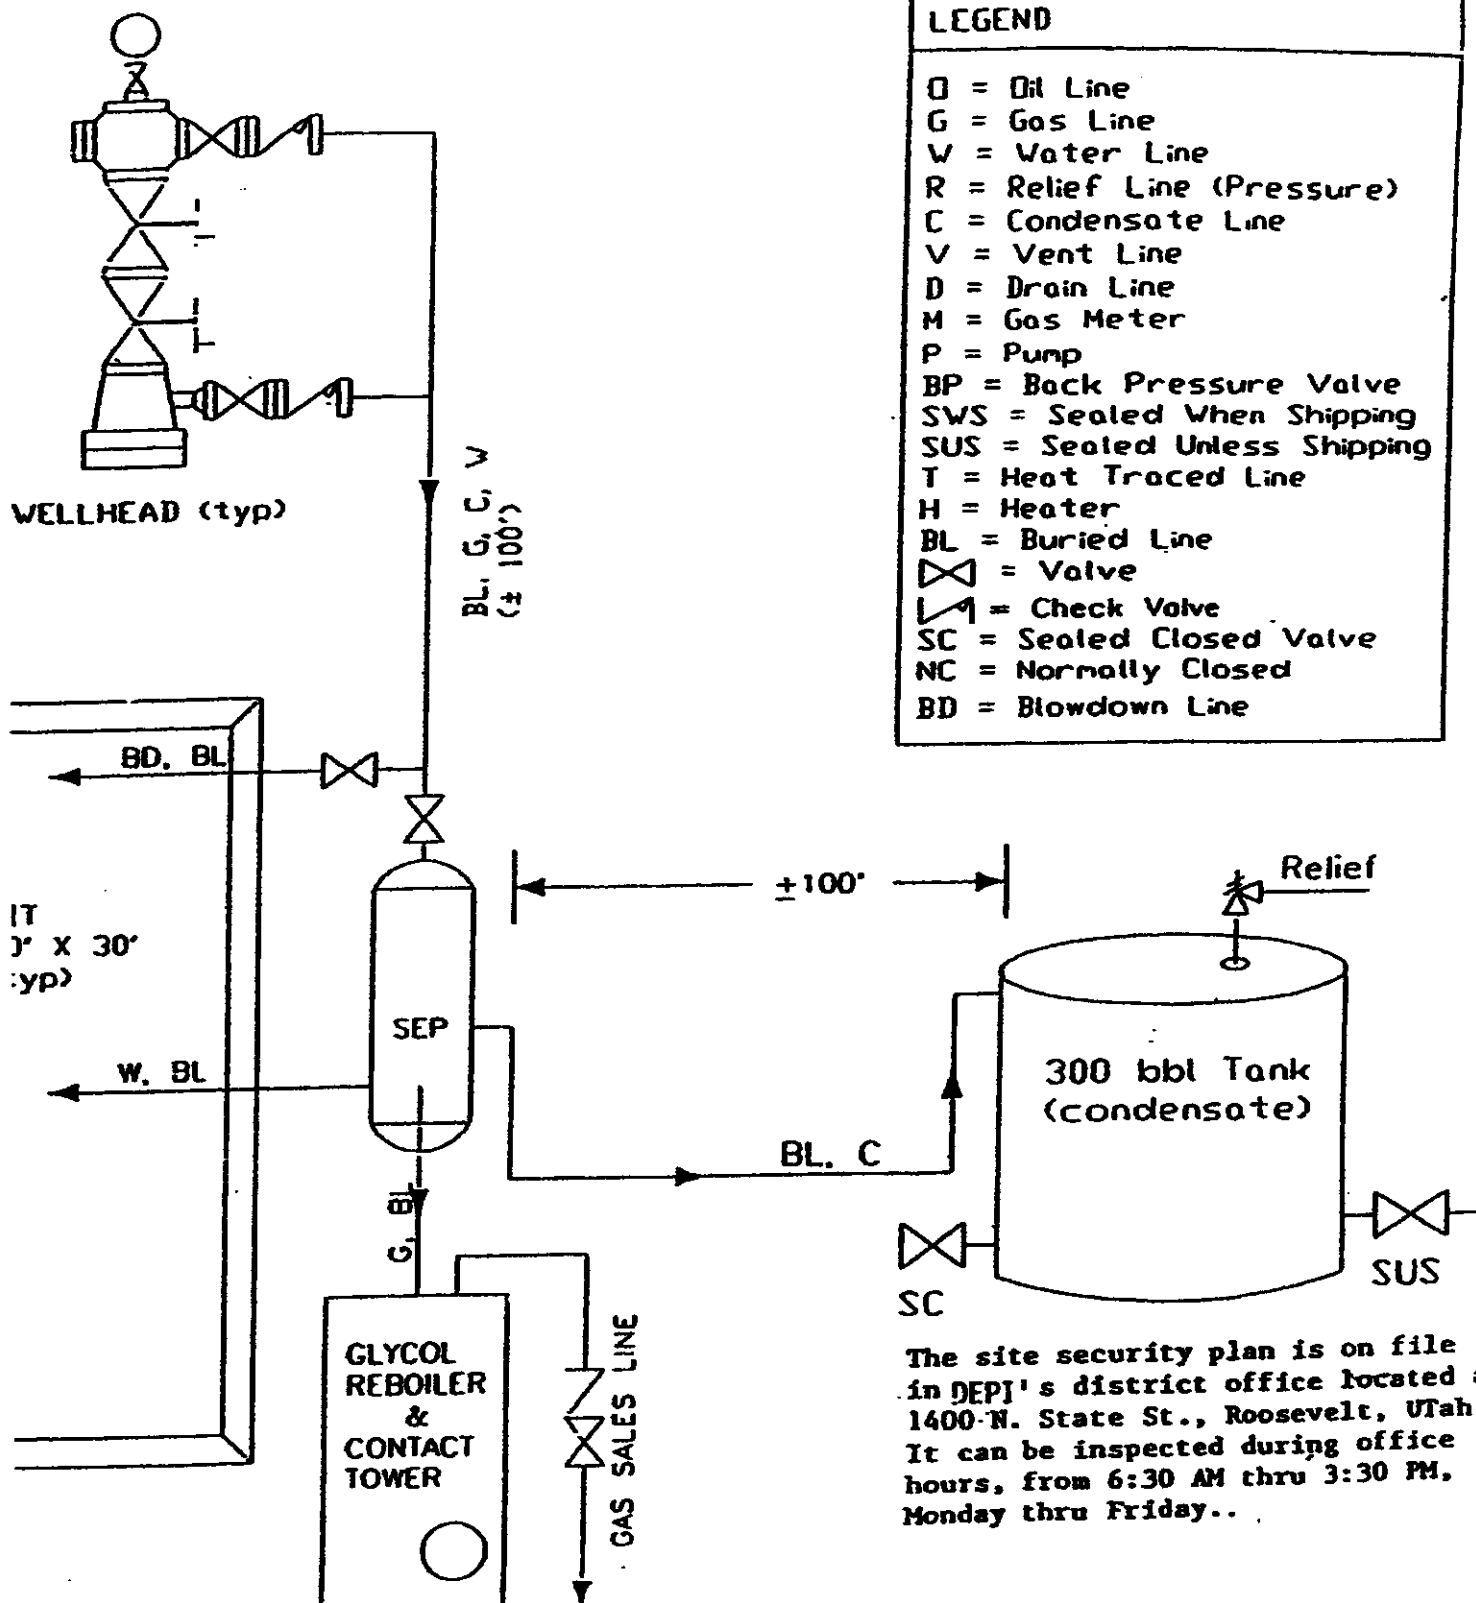 LEGEND
O = Oil Line
G = Gas Line
W = Water Line
R = Relief Line (Pressure)
C = Condensate Line
V = Vent Line
D = Drain Line
M = Gas Meter
P = Pump
BP = Back Pressure Valve
SWS = Sealed When Shipping
SUS = Sealed Unless Shipping
T = Heat Traced Line
H = Heater
BL = Buried Line
= Valve
= Check Valve
SC = Sealed Closed Valve
NC = Normally Closed
BD = Blowdown Line
WELLHEAD (typ)
BL, G, C, W
(± 100')
BD, BL
±100'
Relief
IT
0' X 30'
typ)
SEP
W, BL
300 bbl Tank
(condensate)
BL, C
G, BL
SC
SUS
GLYCOL
REBOILER
&
CONTACT
TOWER
GAS SALES LINE
The site security plan is on file
in DEPI's district office located
1400 N. State St., Roosevelt, UTah
It can be inspected during office
hours, from 6:30 AM thru 3:30 PM,
Monday thru Friday..